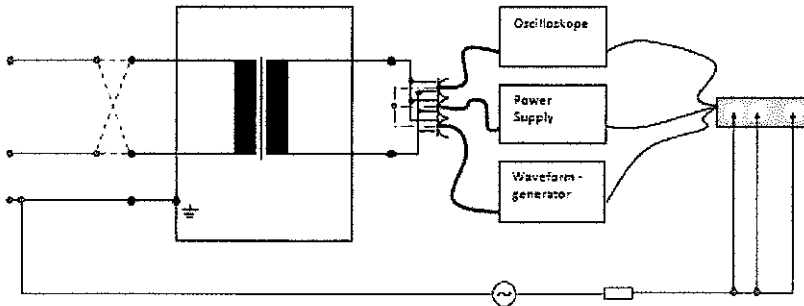 Oscilloskope
Power
Supply
Waveform-
generator